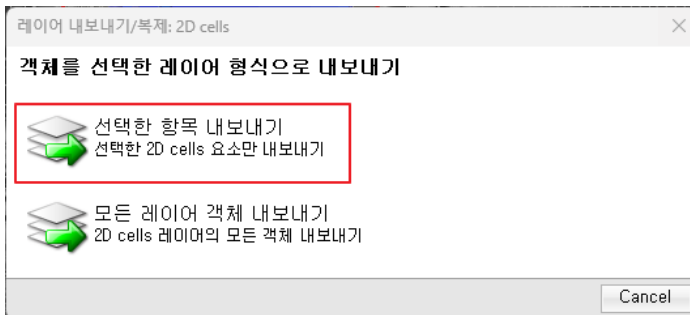 레이어 내보내기/복제: 2D cells
객체를 선택한 레이어 형식으로 내보내기
선택한 항목 내보내기
선택한 2D cells 요소만 내보내기
모든 레이어 객체 내보내기
2D cells 레이어의 모든 객체 내보내기
Cancel